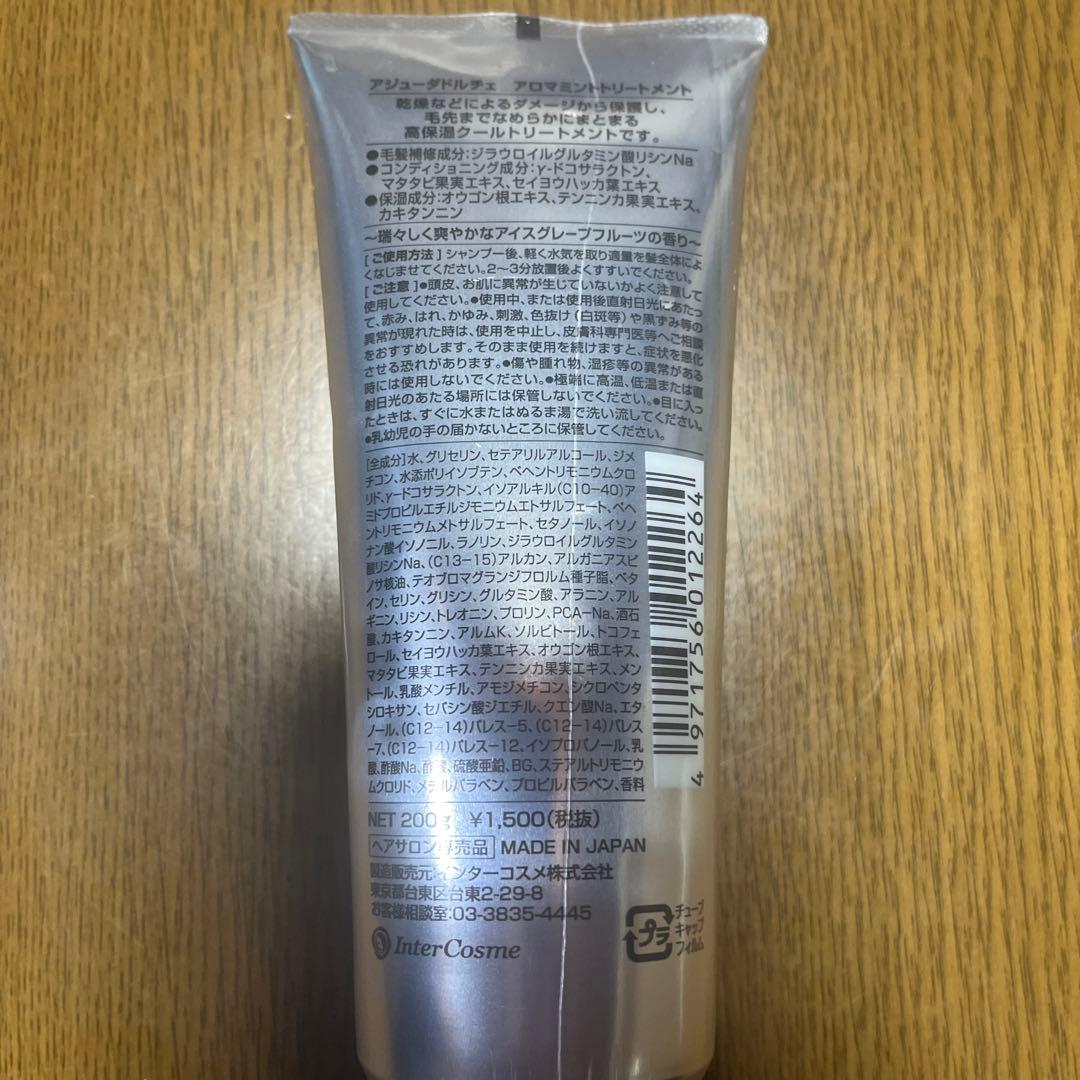 アジューダドルチェ アロマミントトリートメント
乾燥などによるダメージから保護し、
毛先までなめらかにまとまる
高保湿クールトリートメントです。
●毛髪補修成分:ジラウロイルグルタミン酸リシンNa
●コンディショニング成分:γ-ドコサラクトン、
マタタビ果実エキス、セイヨウハッカ葉エキス
●保湿成分:オウゴン根エキス、テンニンカ果実エキス、
カキタンニン
～瑞々しく爽やかなアイスグレープフルーツの香り～
[ご使用方法]シャンプー後、軽く水気を取り適量を髪全体によ
くなじませてください。2～3分放置後よくすすいでください。
[ご注意]●頭皮、お肌に異常が生じていないかよく注意して
使用してください。●使用中、または使用後直射日光にあたっ
て、赤み、はれ、かゆみ、刺激、色抜け(白斑等)や黒ずみ等の
異常が現れた時は、使用を中止し、皮膚科専門医等へご相談
をおすすめします。そのまま使用を続けますと、症状を悪化
させる恐れがあります。●傷や腫れ物、湿疹等の異常がある
時には使用しないでください。●極端に高温、低温または直
射日光のあたる場所には保管しないでください。●目に入っ
たときは、すぐに水またはぬるま湯で洗い流してください。
●乳幼児の手の届かないところに保管してください。
[全成分]水、グリセリン、セテアリルアルコール、ジメ
チコン、水添ポリイソブテン、ベヘントリモニウムクロ
リド、γ-ドコサラクトン、イソアルキル(C10-40)ア
ミドプロピルエチルジモニウムエトサルフェート、ベヘ
ントリモニウムメトサルフェート、セタノール、イソノ
ナン酸イソノニル、ラノリン、ジラウロイルグルタミン
酸リシンNa、(C13-15)アルカン、アルガニアスピ
ノサ核油、テオブロマグランジフロルム種子脂、ベタ
イン、セリン、グリシン、グルタミン酸、アラニン、アル
ギニン、リシン、トレオニン、プロリン、PCA-Na、酒石
酸、カキタンニン、アルムK、ソルビトール、トコフェ
ロール、セイヨウハッカ葉エキス、オウゴン根エキス、
マタタビ果実エキス、テンニンカ果実エキス、メン
トール、乳酸メンチル、アモジメチコン、シクロペンタ
シロキサン、セバシン酸ジエチル、クエン酸Na、エタ
ノール、(C12-14)パレス-5、(C12-14)パレス
-7、(C12-14)パレス-12、イソプロパノール、乳
酸、酢酸Na、酢酸、硫酸亜鉛、BG、ステアルトリモニウ
ムクロリド、メチルパラベン、プロピルパラベン、香料
4971756012264
NET 200g ¥1,500(税抜)
ヘアサロン専売品 MADE IN JAPAN
製造販売元 インターコスメ株式会社
東京都台東区台東2-29-8
お客様相談室:03-3835-4445
InterCosme
プラ
チューブ
キャップ
フィルム